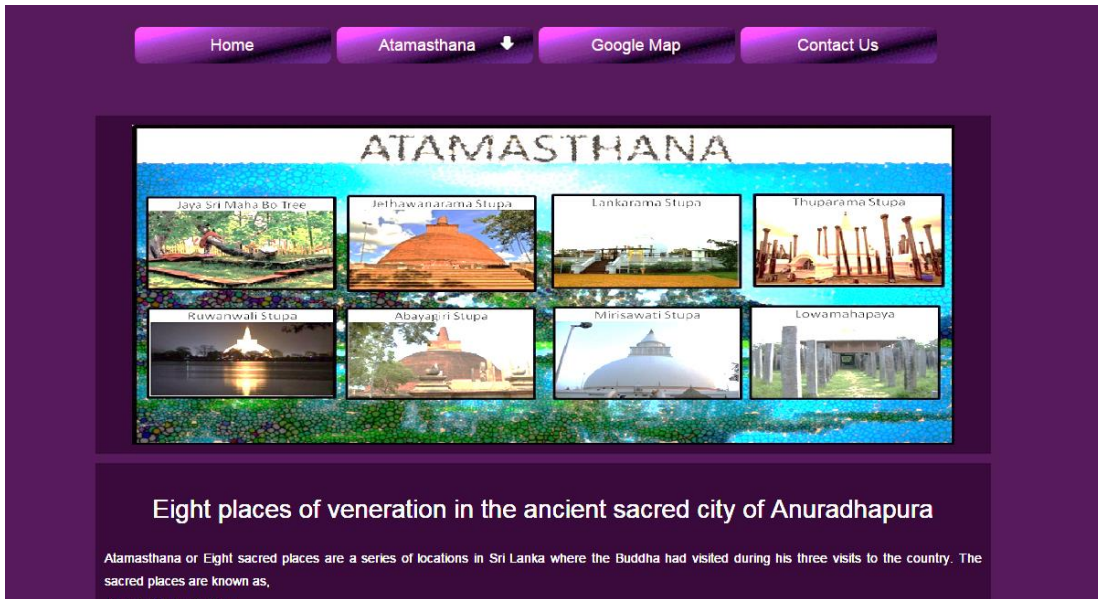 Home
Atamasthana
Google Map
Contact Us
ATAMASTHANA
Jaya Sri Maha Bo Tree
Jethawanarama Stupa
Lankarama Stupa
Thuparama Stupa
Ruwanwali Stupa
Abayagiri Stupa
Mirisawati Stupa
Lowamahapaya
Eight places of veneration in the ancient sacred city of Anuradhapura
Atamasthana or Eight sacred places are a series of locations in Sri Lanka where the Buddha had visited during his three visits to the country. The
sacred places are known as,